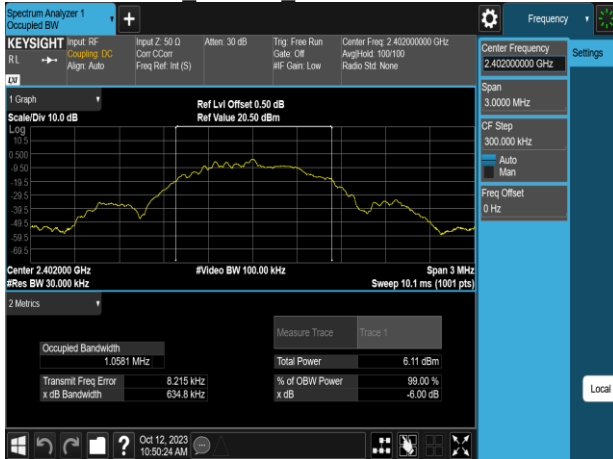 Spectrum Analyzer 1
Occupied BW
Frequency
KEYSIGHT
Input: RF
Input Z: 50 Ω
Atten: 30 dB
Trig: Free Run
Center Freq: 2.402000000 GHz
RL
Coupling: DC
Corr CCorr
Gate: Off
Avg|Hold: 100/100
Align: Auto
Freq Ref: Int (S)
#IF Gain: Low
Radio Std: None
LXI
Center Frequency
2.402000000 GHz
Settings
Span
3.0000 MHz
CF Step
300.000 kHz
Auto
Man
Freq Offset
0 Hz
Local
1 Graph
Ref Lvl Offset 0.50 dB
Scale/Div 10.0 dB
Ref Value 20.50 dBm
Log
10.5
0.500
-9.50
-19.5
-29.5
-39.5
-49.5
-59.5
-69.5
Center 2.402000 GHz
#Video BW 100.00 kHz
Span 3 MHz
#Res BW 30.000 kHz
Sweep 10.1 ms (1001 pts)
2 Metrics
Measure Trace
Trace 1
Occupied Bandwidth
1.0581 MHz
Total Power
6.11 dBm
Transmit Freq Error
8.215 kHz
% of OBW Power
99.00 %
x dB Bandwidth
634.8 kHz
x dB
-6.00 dB
?
Oct 12, 2023
10:50:24 AM